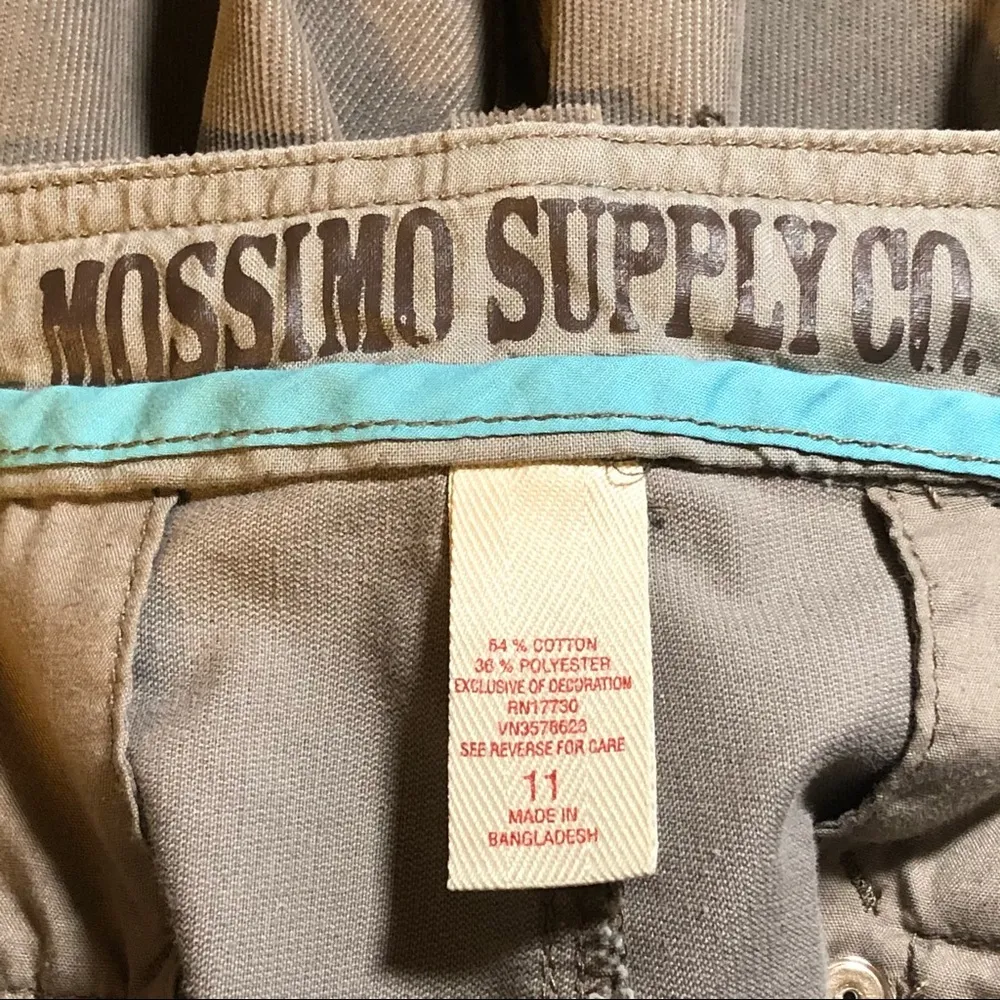 MOSSIMO SUPPLY CO.
64 % COTTON
36 % POLYESTER
EXCLUSIVE OF DECORATION
RN17730
VN3578623
SEE REVERSE FOR CARE
11
MADE IN
BANGLADESH